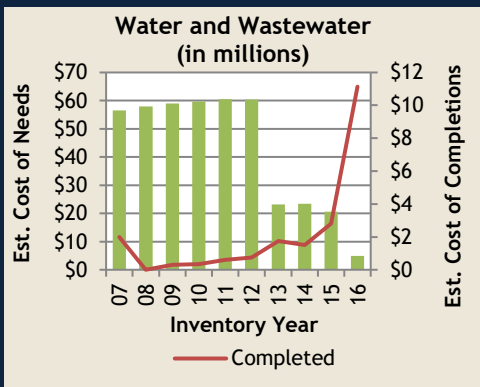 Water and Wastewater
(in millions)
Est. Cost of Needs
$70
$60
$50
$40
$30
$20
$10
$0
$12
$10
$8
$6
$4
$2
$0
Est. Cost of Completions
07 08 09 10 11 12 13 14 15 16
Inventory Year
Completed